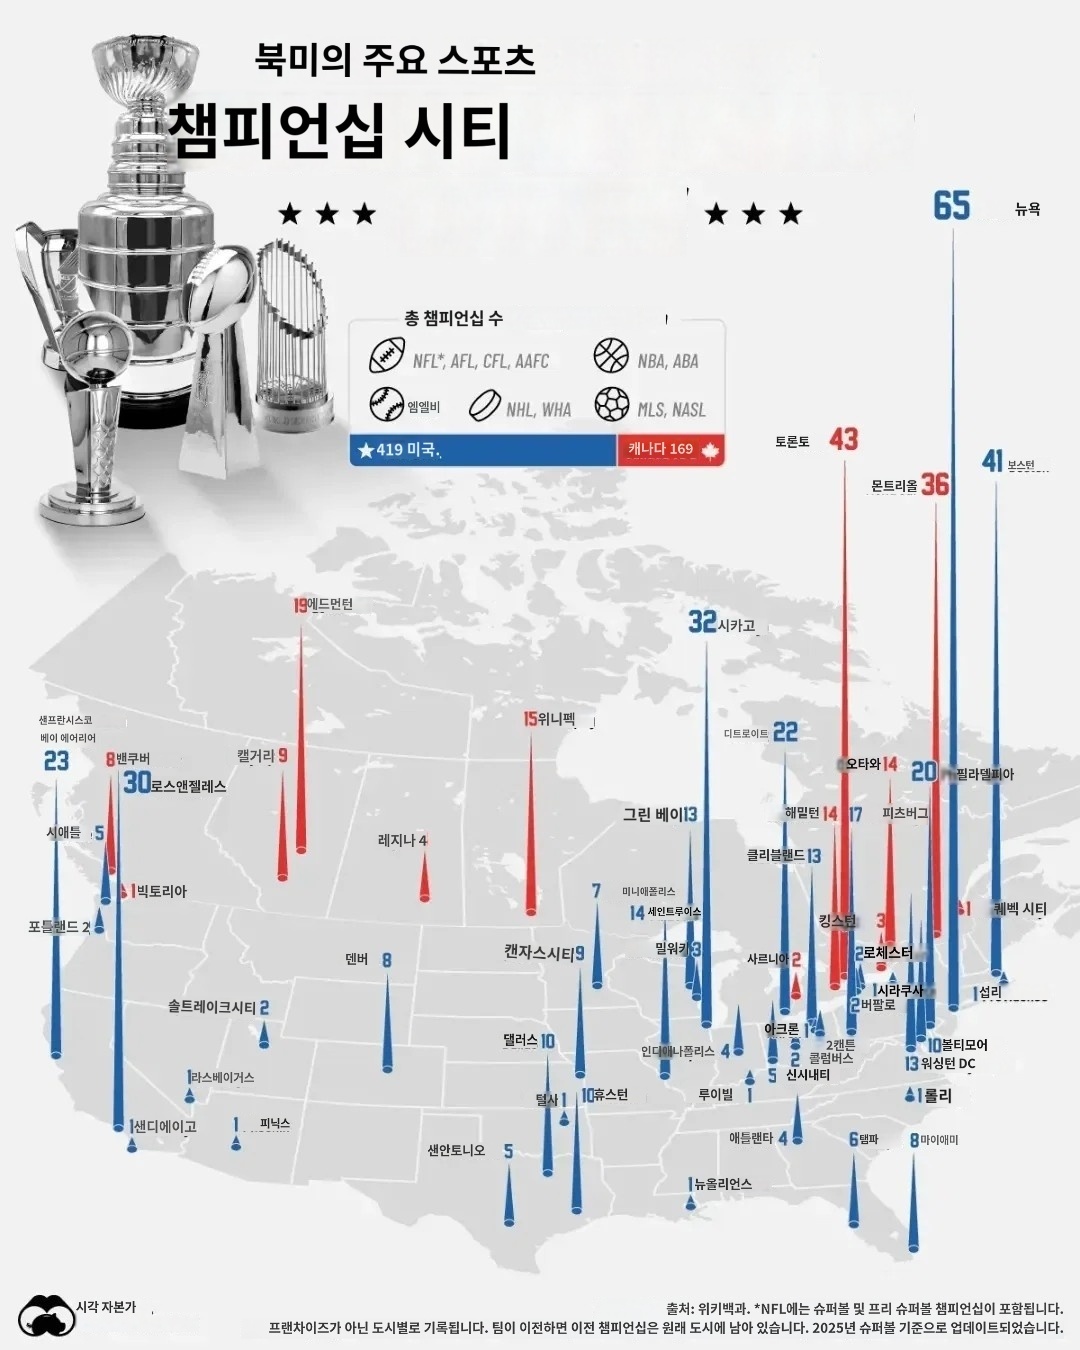 북미의 주요 스포츠
챔피언십 시티
65 뉴욕
총 챔피언십 수
NFL*, AFL, CFL, AAFC
NBA, ABA
엠엘비
NHL, WHA
MLS, NASL
419 미국.
캐나다 169
토론토 43
41 보스턴
몬트리올 36
19 에드먼턴
32 시카고
샌프란시스코
베이 에어리어
23
15 위니펙
디트로이트 22
8 밴쿠버
캘거리 9
오타와 14
30 로스앤젤레스
20 필라델피아
그린 베이 13
해밀턴 14
17 피츠버그
시애틀 5
레지나 4
클리블랜드 13
1 빅토리아
7
미니애폴리스
14 세인트루이스
1 퀘벡 시티
포틀랜드 2
킹스턴 3
덴버 8
캔자스시티 9
밀워키 3
사르니아 2
2 로체스터
1 시라쿠사
1 섭리
솔트레이크시티 2
2 버팔로
아크론 1
댈러스 10
인디애나폴리스 4
2 캔튼
2 콜럼버스
10 볼티모어
13 워싱턴 DC
5 신시내티
1 라스베이거스
털사 1
10 휴스턴
루이빌 1
1 롤리
1 샌디에이고
1 피닉스
샌안토니오 5
애틀랜타 4
6 탬파
8 마이애미
1 뉴올리언스
시각 자본가
출처: 위키백과. *NFL에는 슈퍼볼 및 프리 슈퍼볼 챔피언십이 포함됩니다.
프랜차이즈가 아닌 도시별로 기록됩니다. 팀이 이전하면 이전 챔피언십은 원래 도시에 남아 있습니다. 2025년 슈퍼볼 기준으로 업데이트되었습니다.